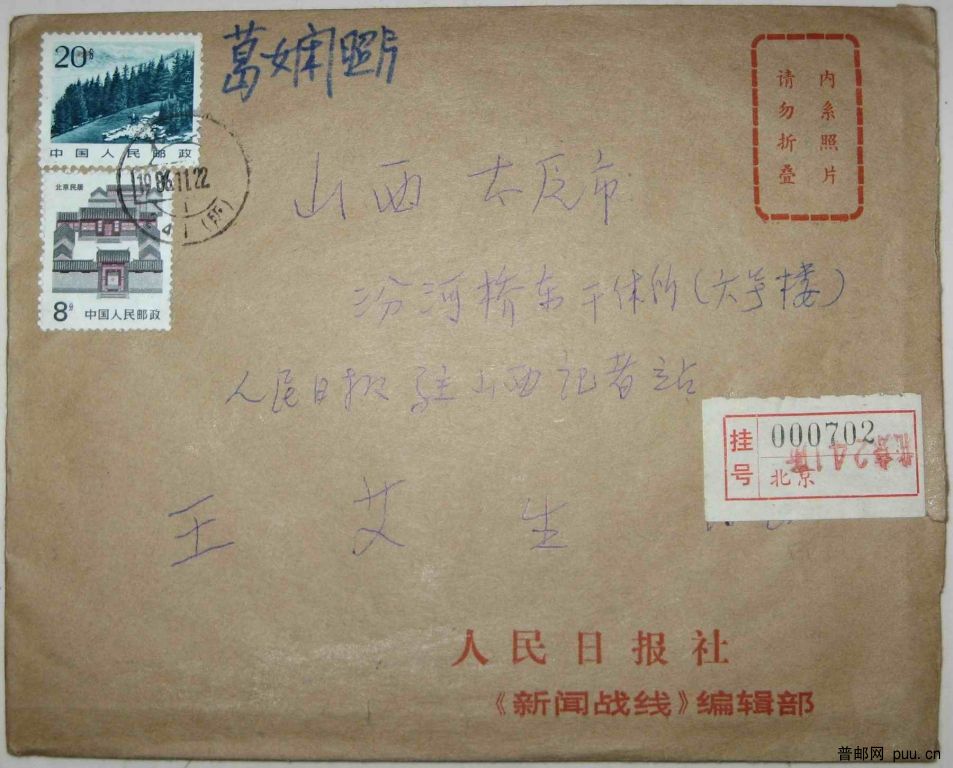 20分
天山
中国人民邮政
北京民居
8分
中国人民邮政
1986.11.22
葛娴照片
内系照片
请勿折叠
山西 太原市
汾河桥东干休所(六号楼)
人民日报驻山西记者站
挂号
000702
北京
王艾生
人民日报社
《新闻战线》编辑部
普邮网 puu.cn